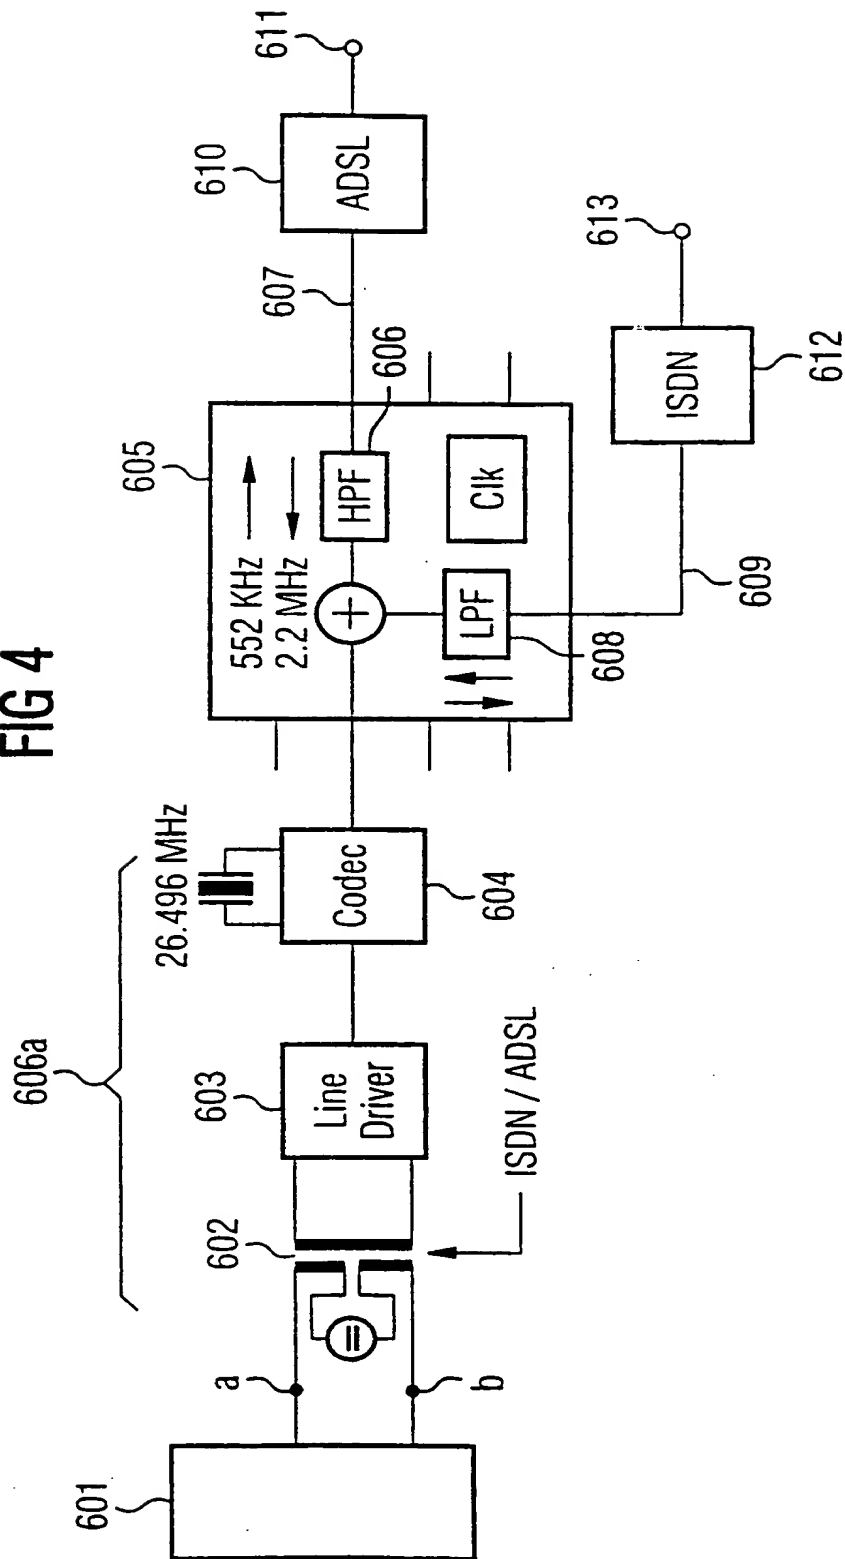 FIG 4
606a
26.496 MHz
601
a
b
602
ISDN / ADSL
603
Line
Driver
Codec
604
605
552 KHz
2.2 MHz
HPF
606
LPF
608
Clk
607
609
610
ADSL
611
ISDN
612
613